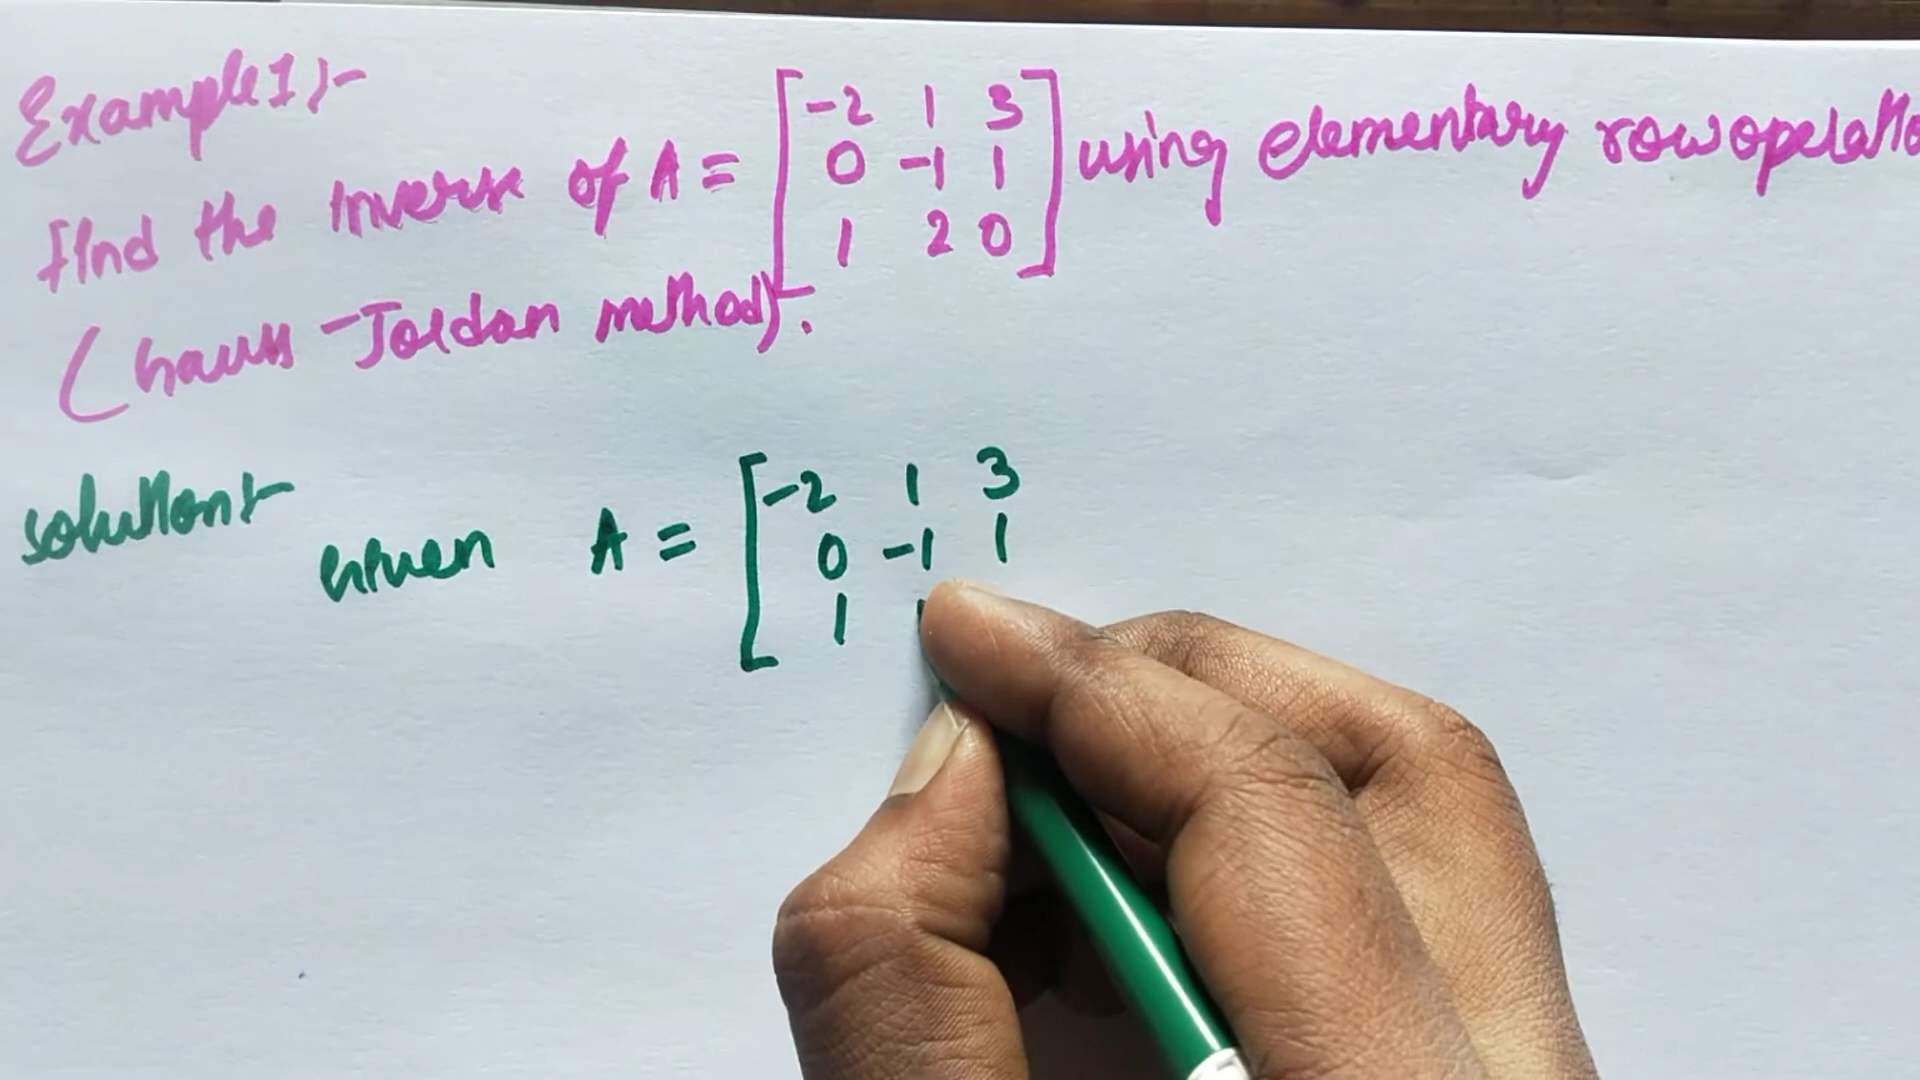 Example 1:-
find the inverse of A = [-2 1 3
0 -1 1
1 2 0] using elementary row operatio
(Gauss-Jordan method):
solution:-
Given A = [-2 1 3
0 -1 1
1